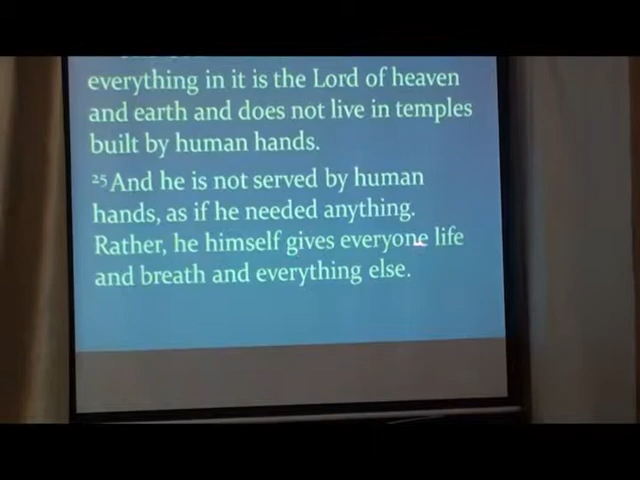 everything in it is the Lord of heaven
and earth and does not live in temples
built by human hands.
25 And he is not served by human
hands, as if he needed anything.
Rather, he himself gives everyone life
and breath and everything else.